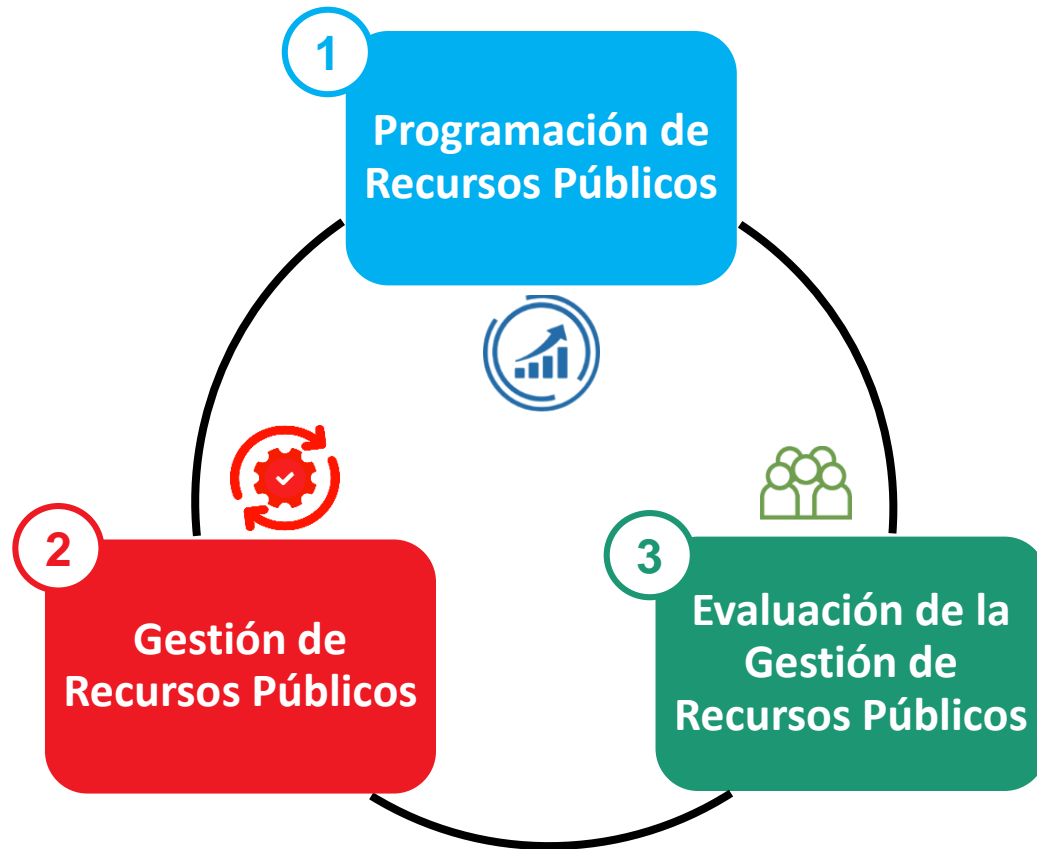 1
Programación de
Recursos Públicos
2
Gestión de
Recursos Públicos
3
Evaluación de la
Gestión de
Recursos Públicos